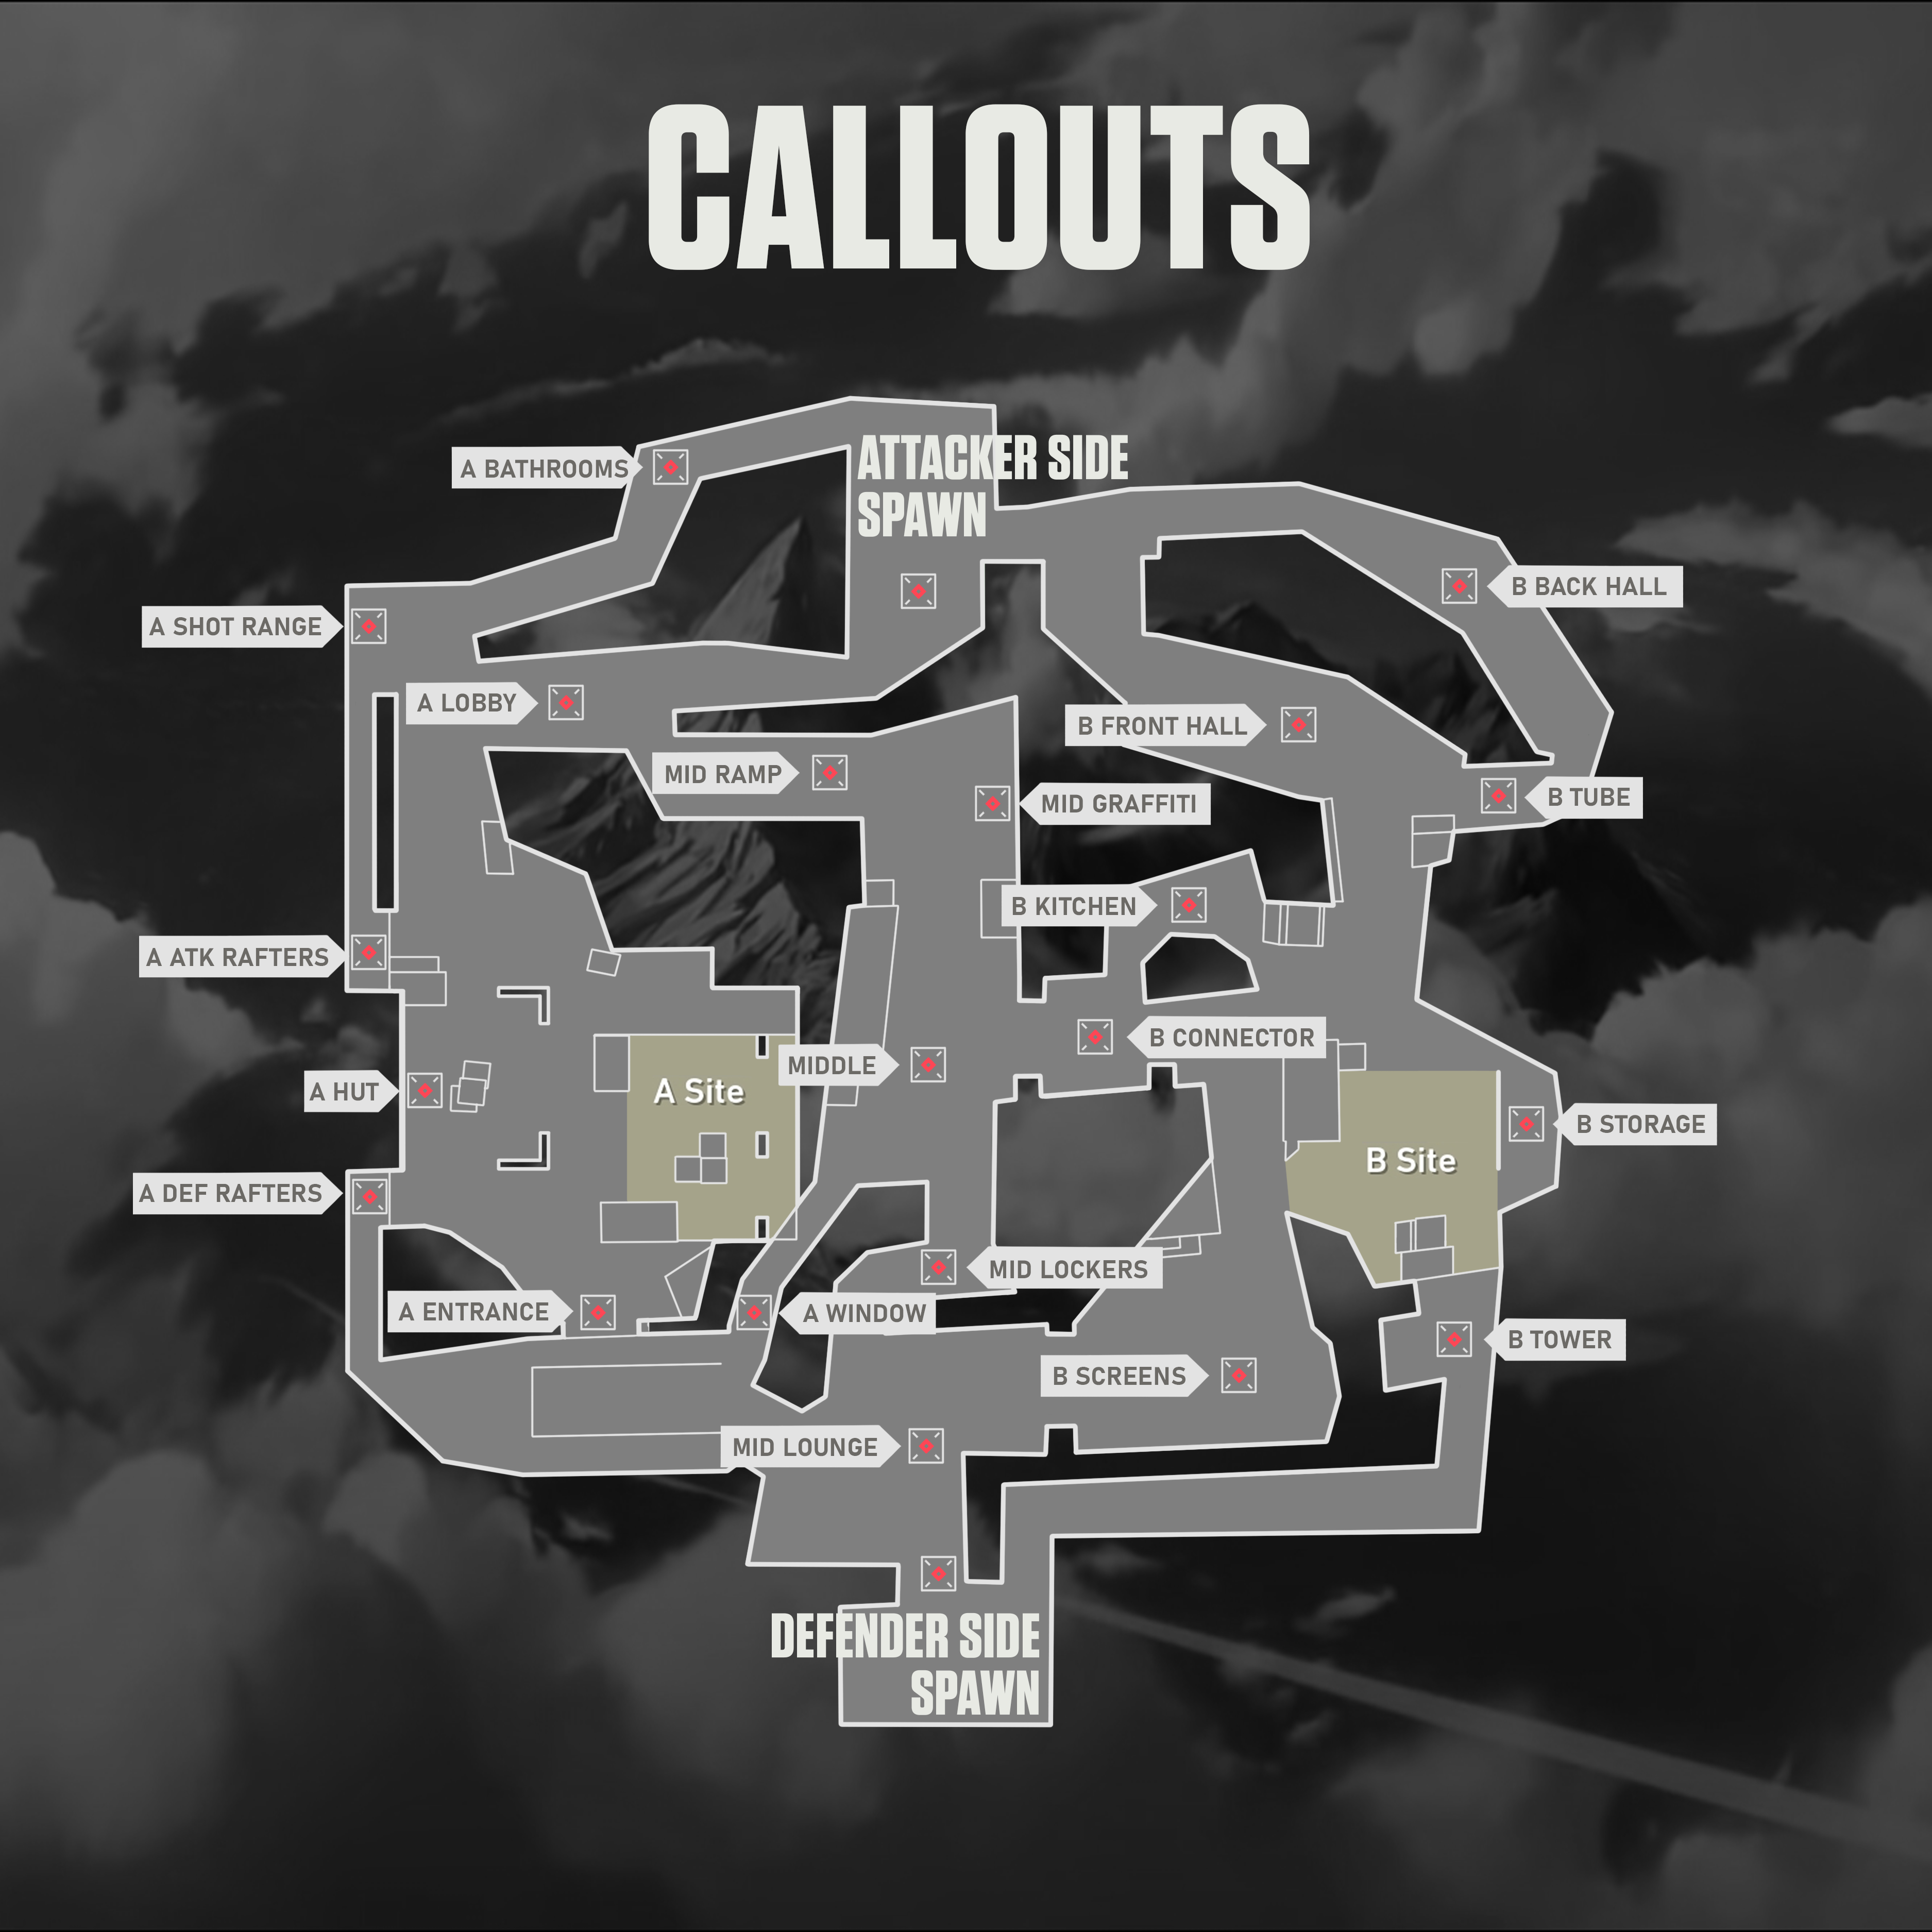 CALLOUTS
A BATHROOMS
ATTACKER SIDE
SPAWN
B BACK HALL
A SHOT RANGE
A LOBBY
B FRONT HALL
MID RAMP
MID GRAFFITI
B TUBE
B KITCHEN
A ATK RAFTERS
B CONNECTOR
MIDDLE
A HUT
A Site
B STORAGE
B Site
A DEF RAFTERS
MID LOCKERS
A ENTRANCE
A WINDOW
B TOWER
B SCREENS
MID LOUNGE
DEFENDER SIDE
SPAWN